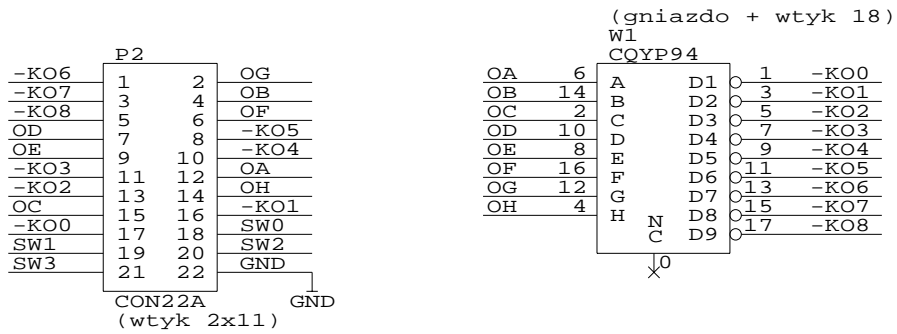 (gniazdo + wtyk 18)
W1
CQYP94
P2
-KO6 1 2 OG
-KO7 3 4 OB
-KO8 5 6 OF
OD 7 8 -KO5
OE 9 10 -KO4
-KO3 11 12 OA
-KO2 13 14 OH
OC 15 16 -KO1
-KO0 17 18 SW0
SW1 19 20 SW2
SW3 21 22 GND
GND
CON22A
(wtyk 2x11)
OA 6 A D1 1 -KO0
OB 14 B D2 3 -KO1
OC 2 C D3 5 -KO2
OD 10 D D4 7 -KO3
OE 8 E D5 9 -KO4
OF 16 F D6 11 -KO5
OG 12 G D7 13 -KO6
OH 4 H D8 15 -KO7
NC D9 17 -KO8
0